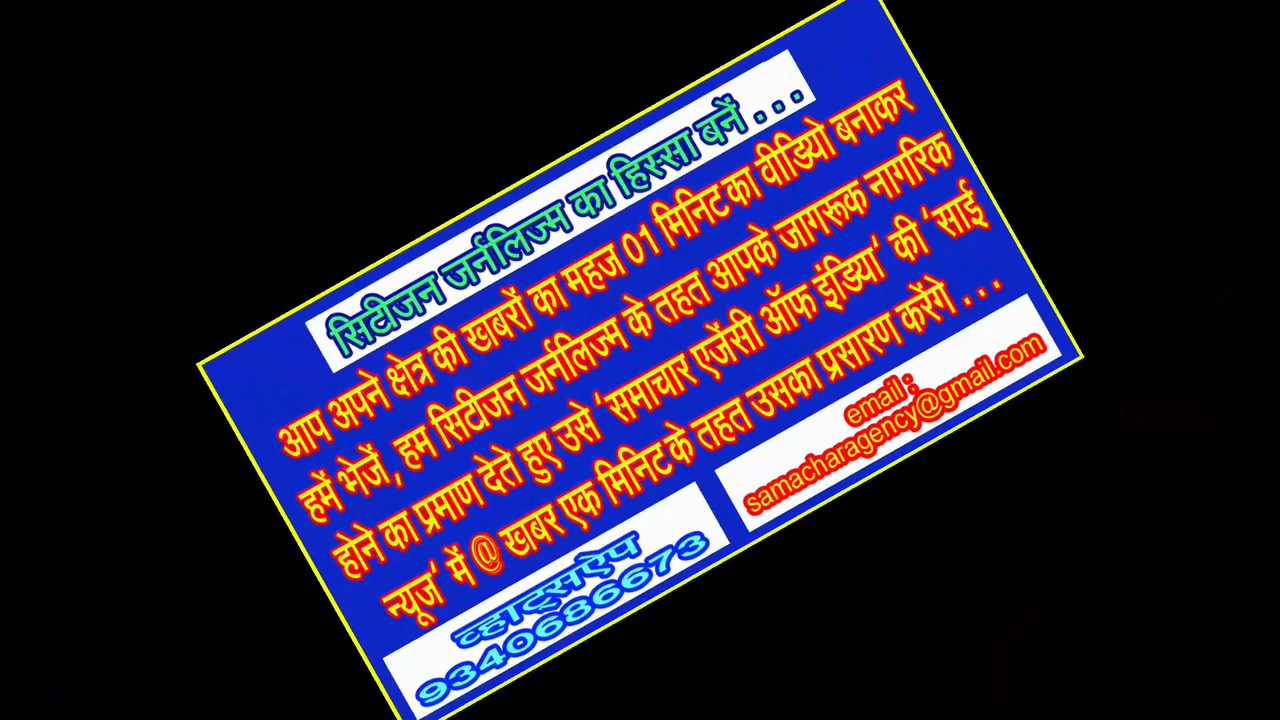 सिटीजन जर्नलिज्म का हिस्सा बनें . . .
आप अपने क्षेत्र की खबरों का महज 01 मिनिट का वीडियो बनाकर
हमें भेजें, हम सिटीजन जर्नलिज्म के तहत आपके जागरूक नागरिक
होने का प्रमाण देते हुए उसे ‘समाचार एजेंसी ऑफ इंडिया‘ की ‘साई
न्यूज‘ में @ खबर एक मिनिट के तहत उसका प्रसारण करेंगे . . .
व्हाट्सऐप
9340686673
email :
samacharagency@gmail.com